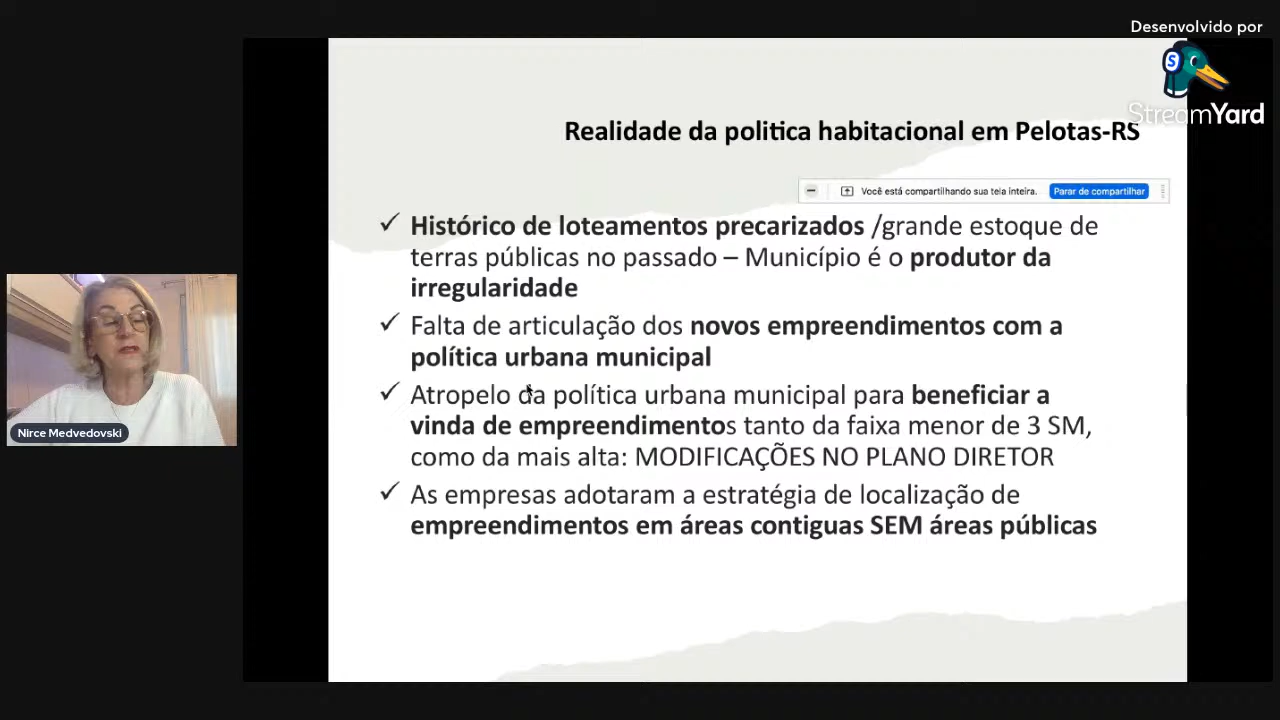 Desenvolvido por
StreamYard
Realidade da politica habitacional em Pelotas-RS
Você está compartilhando sua tela inteira. Parar de compartilhar
✓ Histórico de loteamentos precarizados /grande estoque de
terras públicas no passado – Município é o produtor da
irregularidade
✓ Falta de articulação dos novos empreendimentos com a
política urbana municipal
✓ Atropelo da política urbana municipal para beneficiar a
vinda de empreendimentos tanto da faixa menor de 3 SM,
como da mais alta: MODIFICAÇÕES NO PLANO DIRETOR
✓ As empresas adotaram a estratégia de localização de
empreendimentos em áreas contiguas SEM áreas públicas
Nirce Medvedovski